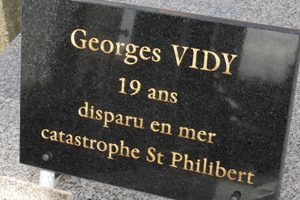 Georges VIDY
19 ans
disparu en mer
catastrophe St Philibert